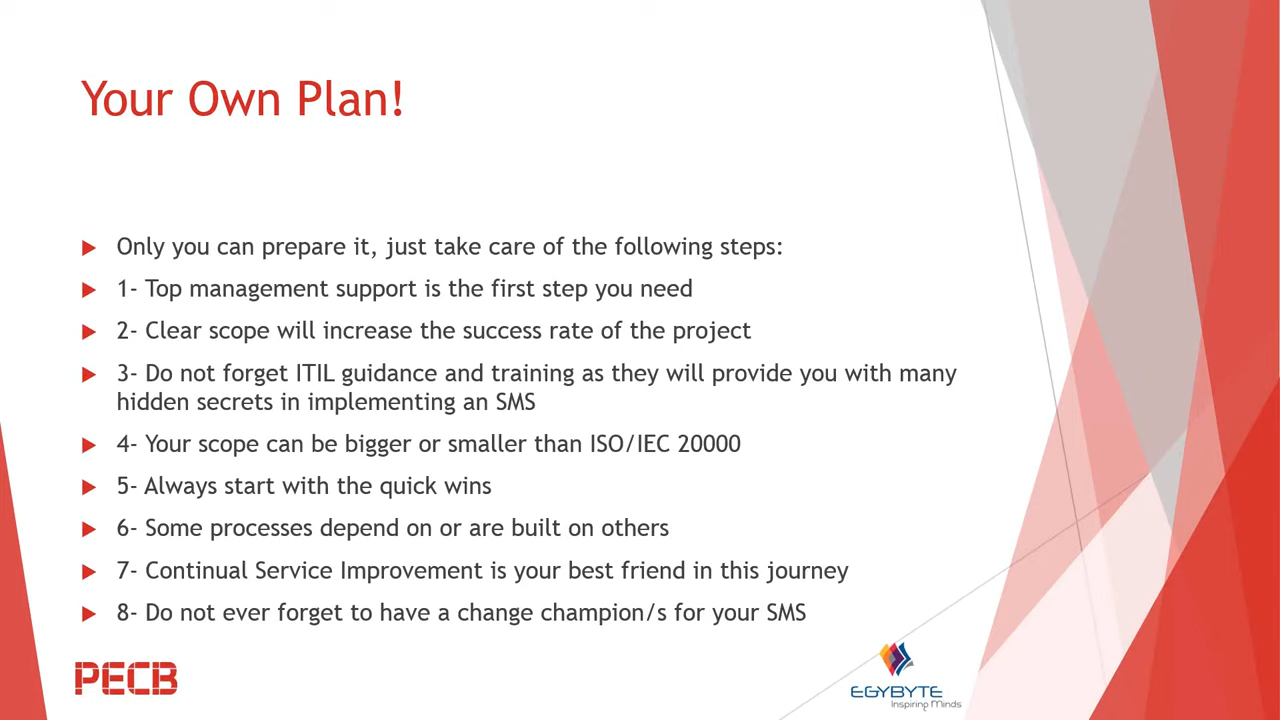 Your Own Plan!
Only you can prepare it, just take care of the following steps:
1- Top management support is the first step you need
2- Clear scope will increase the success rate of the project
3- Do not forget ITIL guidance and training as they will provide you with many
hidden secrets in implementing an SMS
4- Your scope can be bigger or smaller than ISO/IEC 20000
5- Always start with the quick wins
6- Some processes depend on or are built on others
7- Continual Service Improvement is your best friend in this journey
8- Do not ever forget to have a change champion/s for your SMS
PECB
EGYBYTE
Inspiring Minds